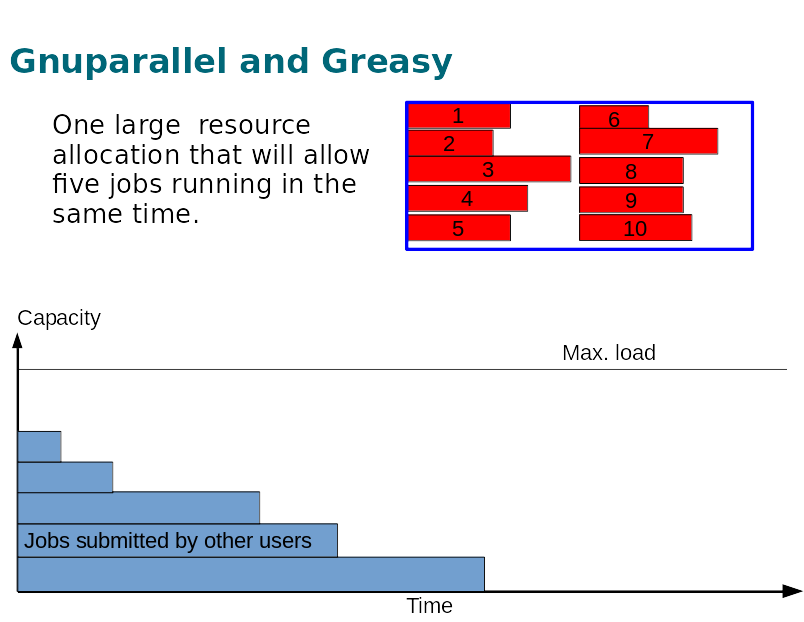 Gnuparallel and Greasy
One large  resource
allocation that will allow
five jobs running in the
same time.
1
2
3
4
5
6
7
8
9
10
Capacity
Max. load
Jobs submitted by other users
Time